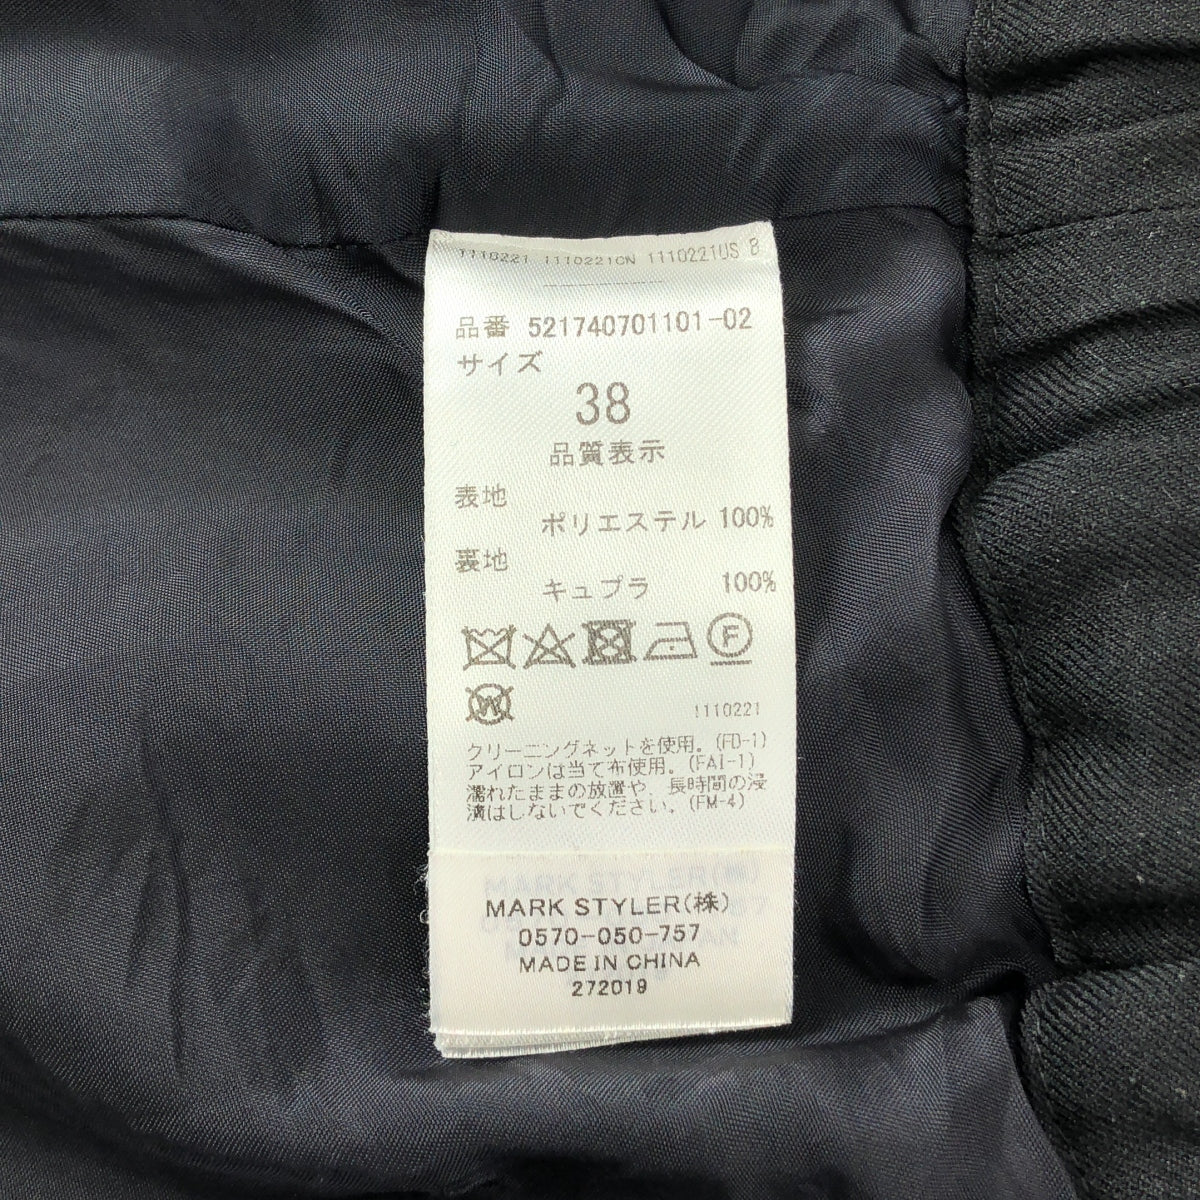 1110221 1110221CN 1110221US B
品番 521740701101-02
サイズ
38
品質表示
表地
ポリエステル 100%
裏地
キュプラ 100%
F
W
1110221
クリーニングネットを使用。(FD-1)
アイロンは当て布使用。(FAI-1)
濡れたままの放置や、長時間の浸
漬はしないでください。(FM-4)
MARK STYLER(株)
0570-050-757
MADE IN CHINA
272019